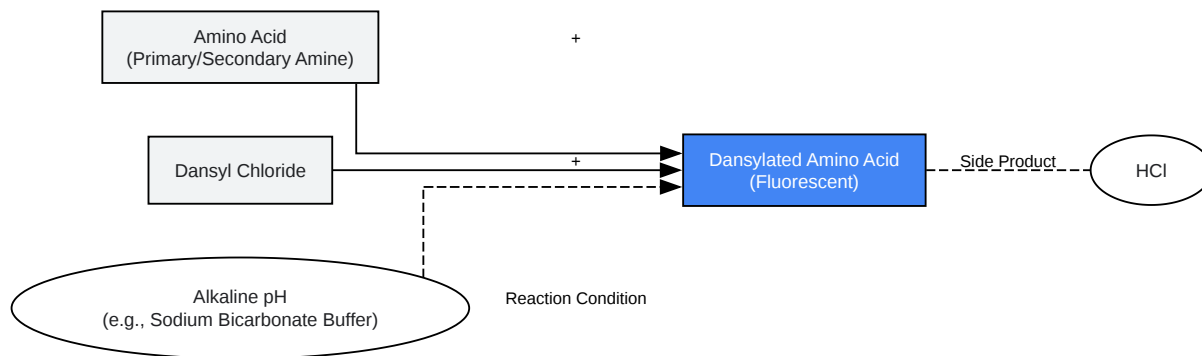 Amino Acid
(Primary/Secondary Amine)
+
Dansyl Chloride
+
Dansylated Amino Acid
(Fluorescent)
Side Product
HCl
Alkaline pH
(e.g., Sodium Bicarbonate Buffer)
Reaction Condition